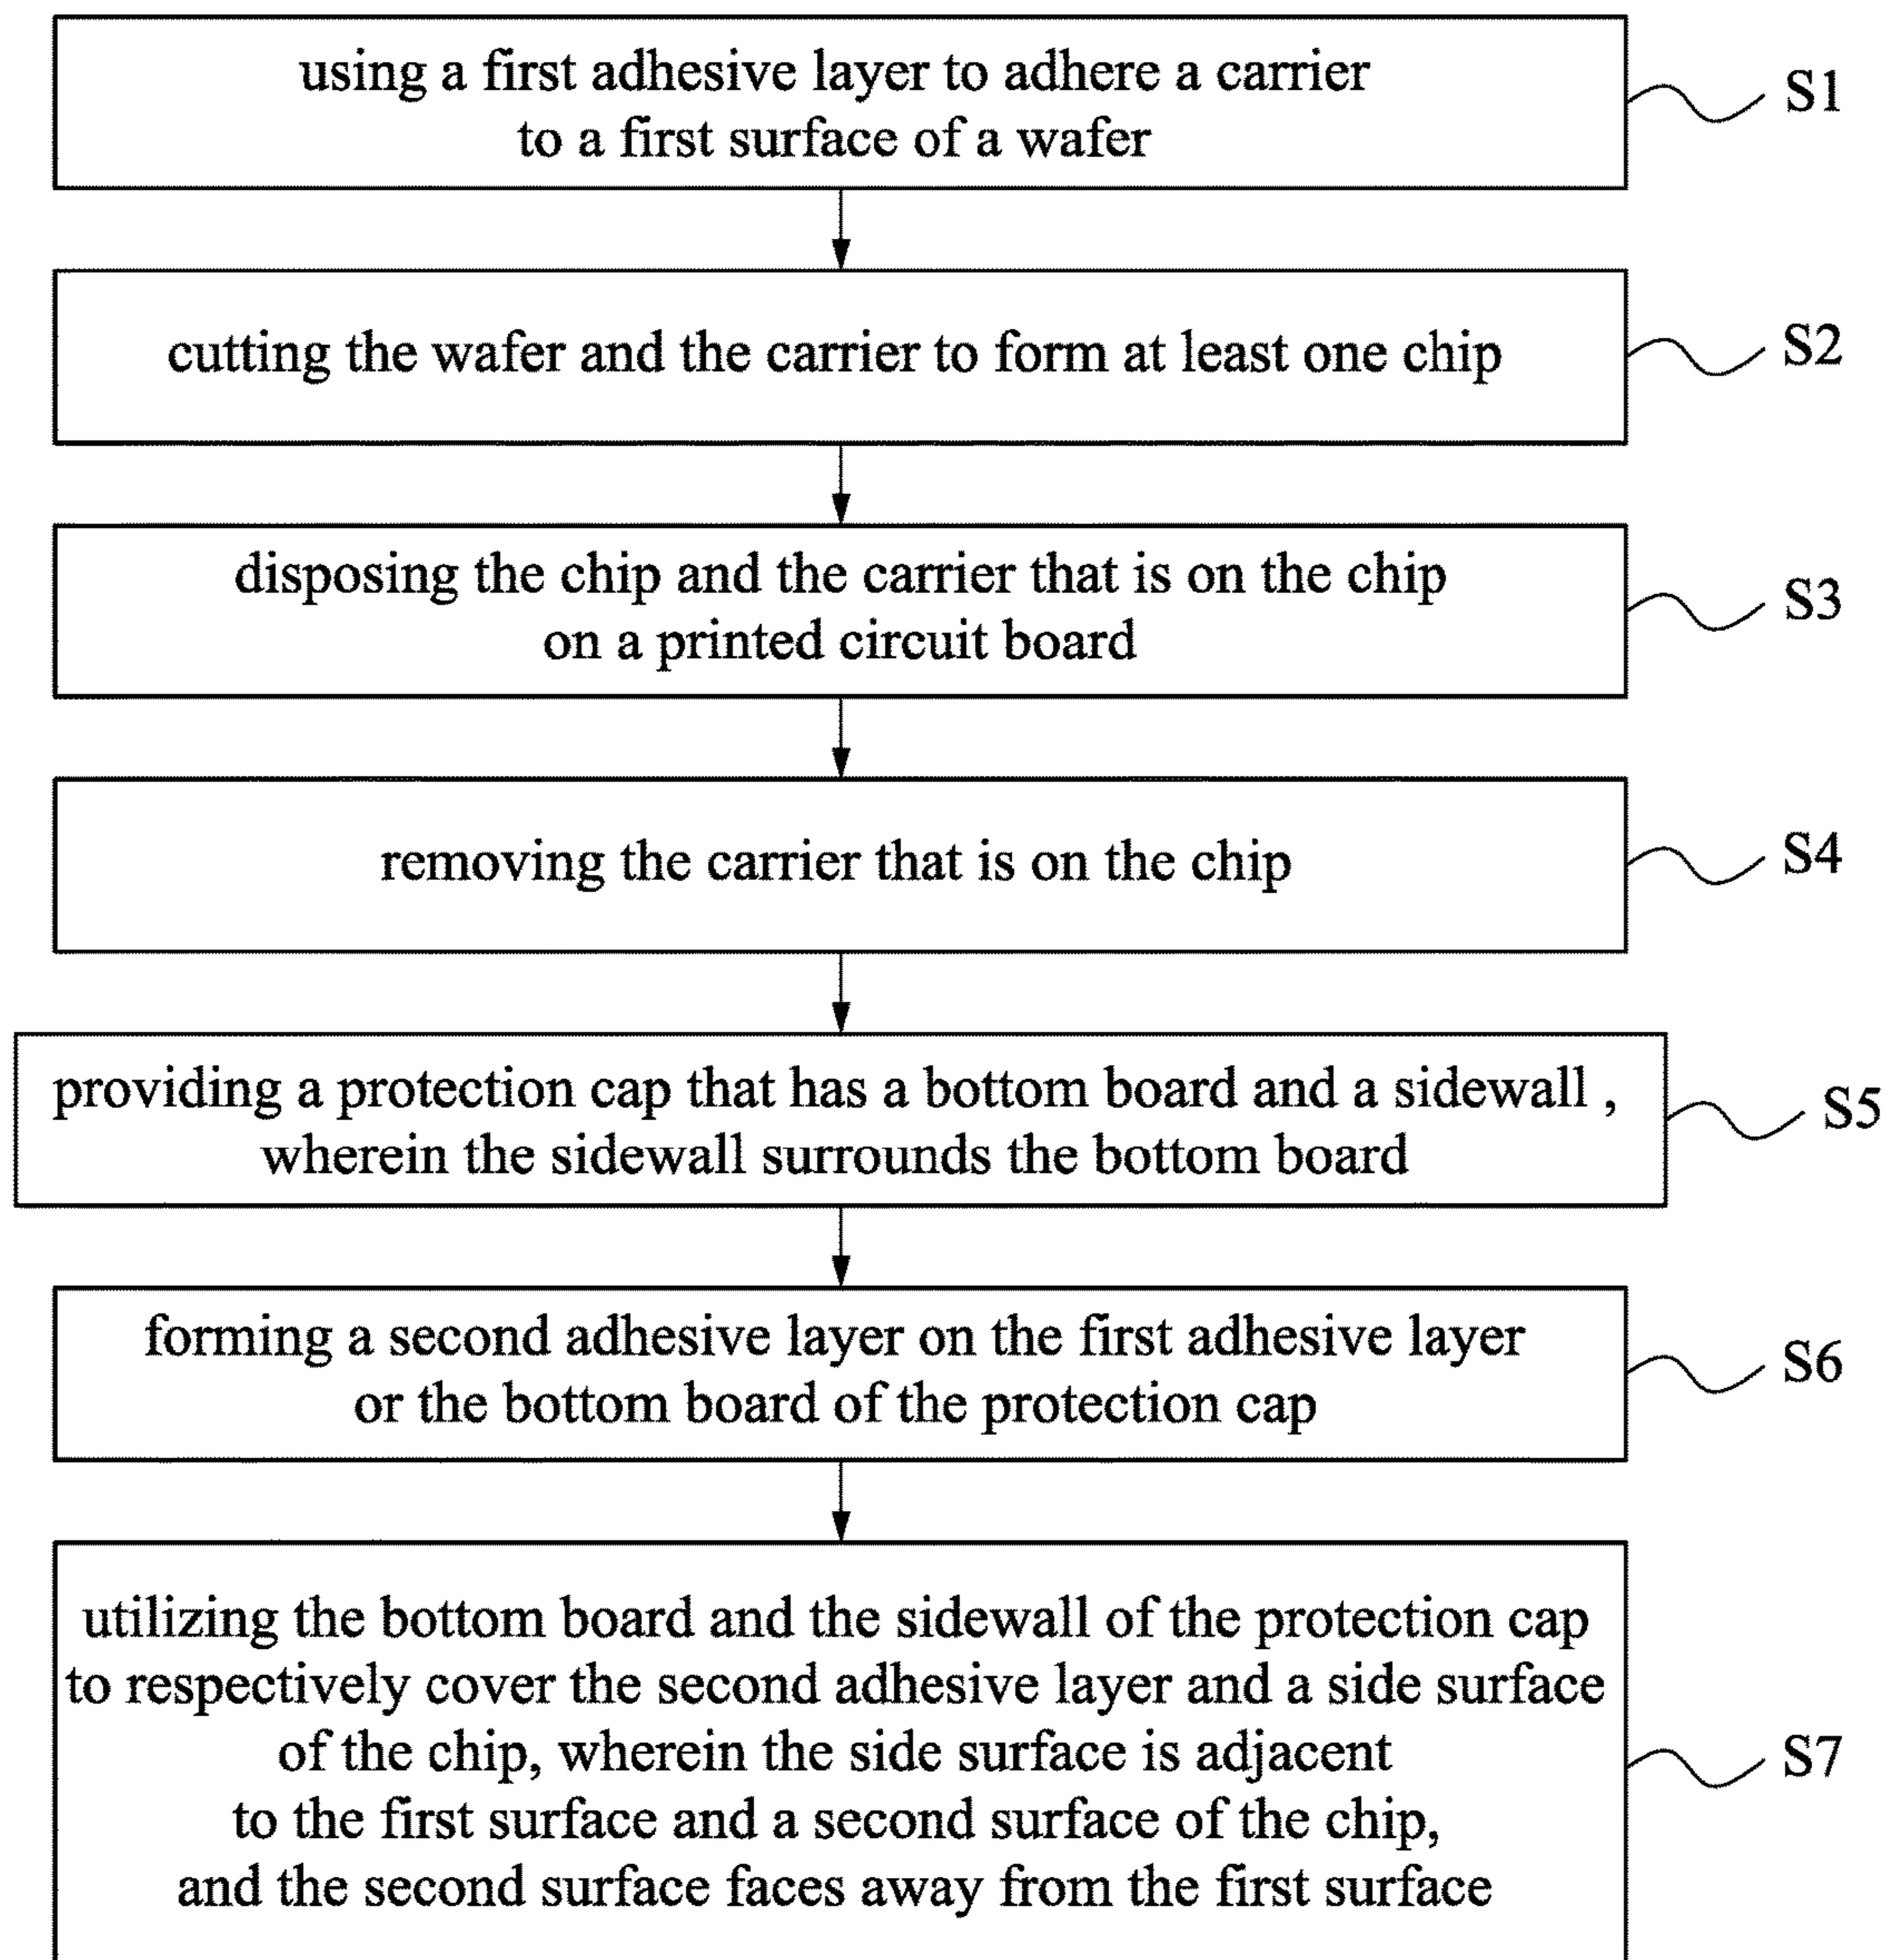 using a first adhesive layer to adhere a carrier
to a first surface of a wafer
S1
cutting the wafer and the carrier to form at least one chip
S2
disposing the chip and the carrier that is on the chip
on a printed circuit board
S3
removing the carrier that is on the chip
S4
providing a protection cap that has a bottom board and a sidewall ,
wherein the sidewall surrounds the bottom board
S5
forming a second adhesive layer on the first adhesive layer
or the bottom board of the protection cap
S6
utilizing the bottom board and the sidewall of the protection cap
to respectively cover the second adhesive layer and a side surface
of the chip, wherein the side surface is adjacent
to the first surface and a second surface of the chip,
and the second surface faces away from the first surface
S7